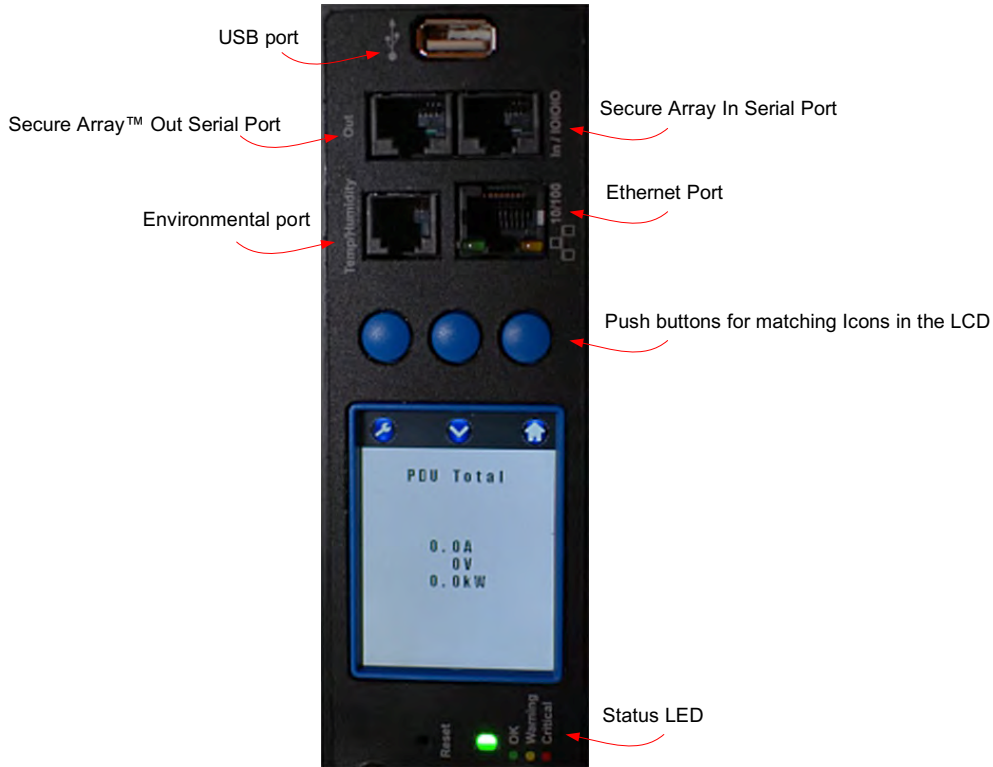 USB port
Secure Array™ Out Serial Port
Out
In / IOIOIO
Secure Array In Serial Port
Environmental port
Temp/Humidity
10/100
Ethernet Port
Push buttons for matching Icons in the LCD
PDU Total
0.0A
0V
0.0kW
Reset
OK
Warning
Critical
Status LED